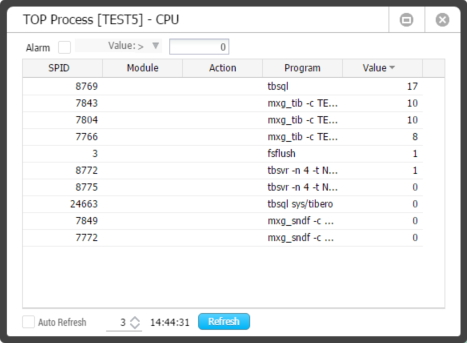 TOP Process [TEST5] - CPU
Alarm Value: > 0
SPID Module Action Program Value
8769 tbsql 17
7843 mxg_tib -c TE... 10
7804 mxg_tib -c TE... 10
7766 mxg_tib -c TE... 8
3 fsflush 1
8772 tbsvr -n 4 -t N... 1
8775 tbsvr -n 4 -t N... 0
24663 tbsql sys/tibero 0
7849 mxg_sndf -c ... 0
7772 mxg_sndf -c ... 0
Auto Refresh 3 14:44:31 Refresh